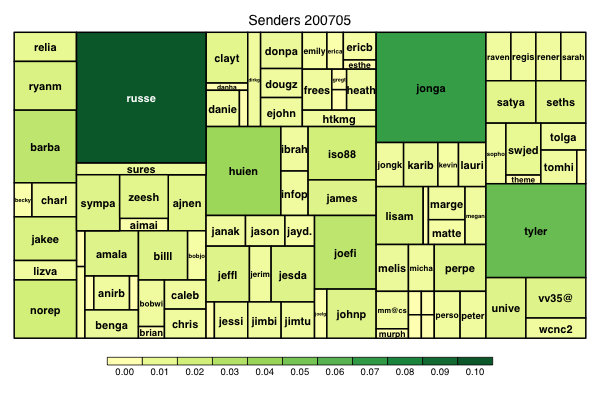 Senders 200705
relia
ryanm
barba
becky
charl
jakee
lizva
norep
russe
sures
sympa
zeesh
aimai
ajnen
amala
billl
bobjo
anirb
benga
bobwi
brian
caleb
chris
clayt
danha
danie
dirkg
donpa
dougz
ejohn
emily
erica
ericb
esthe
frees
gregf
heath
htkmg
huien
ibrah
infop
iso88
james
janak
jason
jayd.
jeffl
jerim
jesda
jessi
jimbi
jimtu
joefi
johnp
jonga
jongk
karib
kevin
lauri
lisam
marge
matte
megan
melis
micha
perpe
mm@cs
murph
perso
peter
raven
regis
rener
sarah
satya
seths
sopho
swjed
theme
tolga
tomhi
tyler
unive
vv35@
wcnc2
0.00 0.01 0.02 0.03 0.04 0.05 0.06 0.07 0.08 0.09 0.10